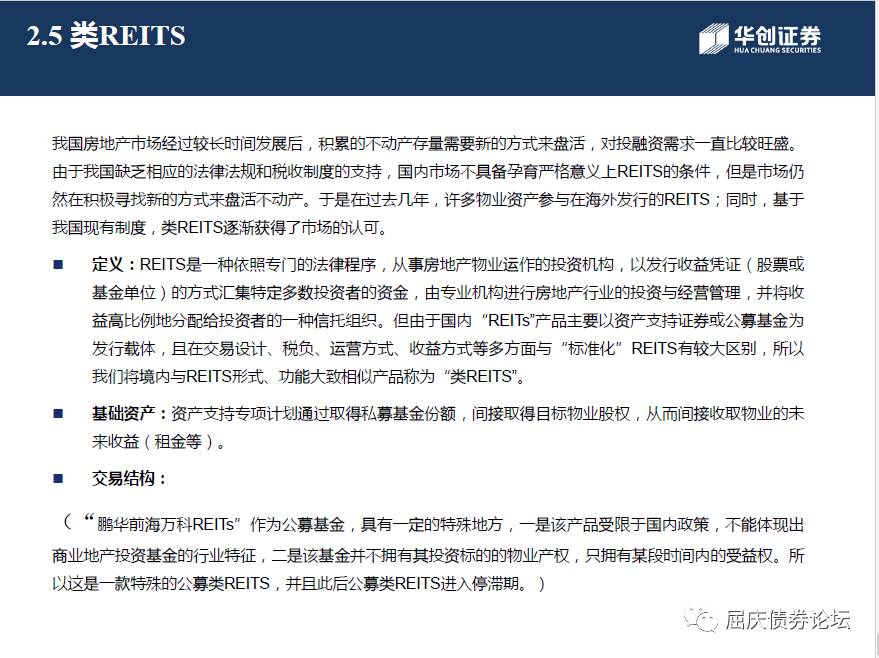 2.5 类REITS
华创证券
HUA CHUANG SECURITIES
我国房地产市场经过较长时间发展后，积累的不动产存量需要新的方式来盘活，对投融资需求一直比较旺盛。
由于我国缺乏相应的法律法规和税收制度的支持，国内市场不具备孕育严格意义上REITS的条件，但是市场仍
然在积极寻找新的方式来盘活不动产。于是在过去几年，许多物业资产参与在海外发行的REITS；同时，基于
我国现有制度，类REITS逐渐获得了市场的认可。
■ 定义：REITS是一种依照专门的法律程序，从事房地产物业运作的投资机构，以发行收益凭证（股票或
基金单位）的方式汇集特定多数投资者的资金，由专业机构进行房地产行业的投资与经营管理，并将收
益高比例地分配给投资者的一种信托组织。但由于国内“REITs”产品主要以资产支持证券或公募基金为
发行载体，且在交易设计、税负、运营方式、收益方式等多方面与“标准化”REITS有较大区别，所以
我们将境内与REITS形式、功能大致相似产品称为“类REITS”。
■ 基础资产：资产支持专项计划通过取得私募基金份额，间接取得目标物业股权，从而间接收取物业的未
来收益（租金等）。
■ 交易结构：
（“鹏华前海万科REITs”作为公募基金，具有一定的特殊地方，一是该产品受限于国内政策，不能体现出
商业地产投资基金的行业特征，二是该基金并不拥有其投资标的的物业产权，只拥有某段时间内的受益权。所
以这是一款特殊的公募类REITS，并且此后公募类REITS进入停滞期。）
屈庆债券论坛